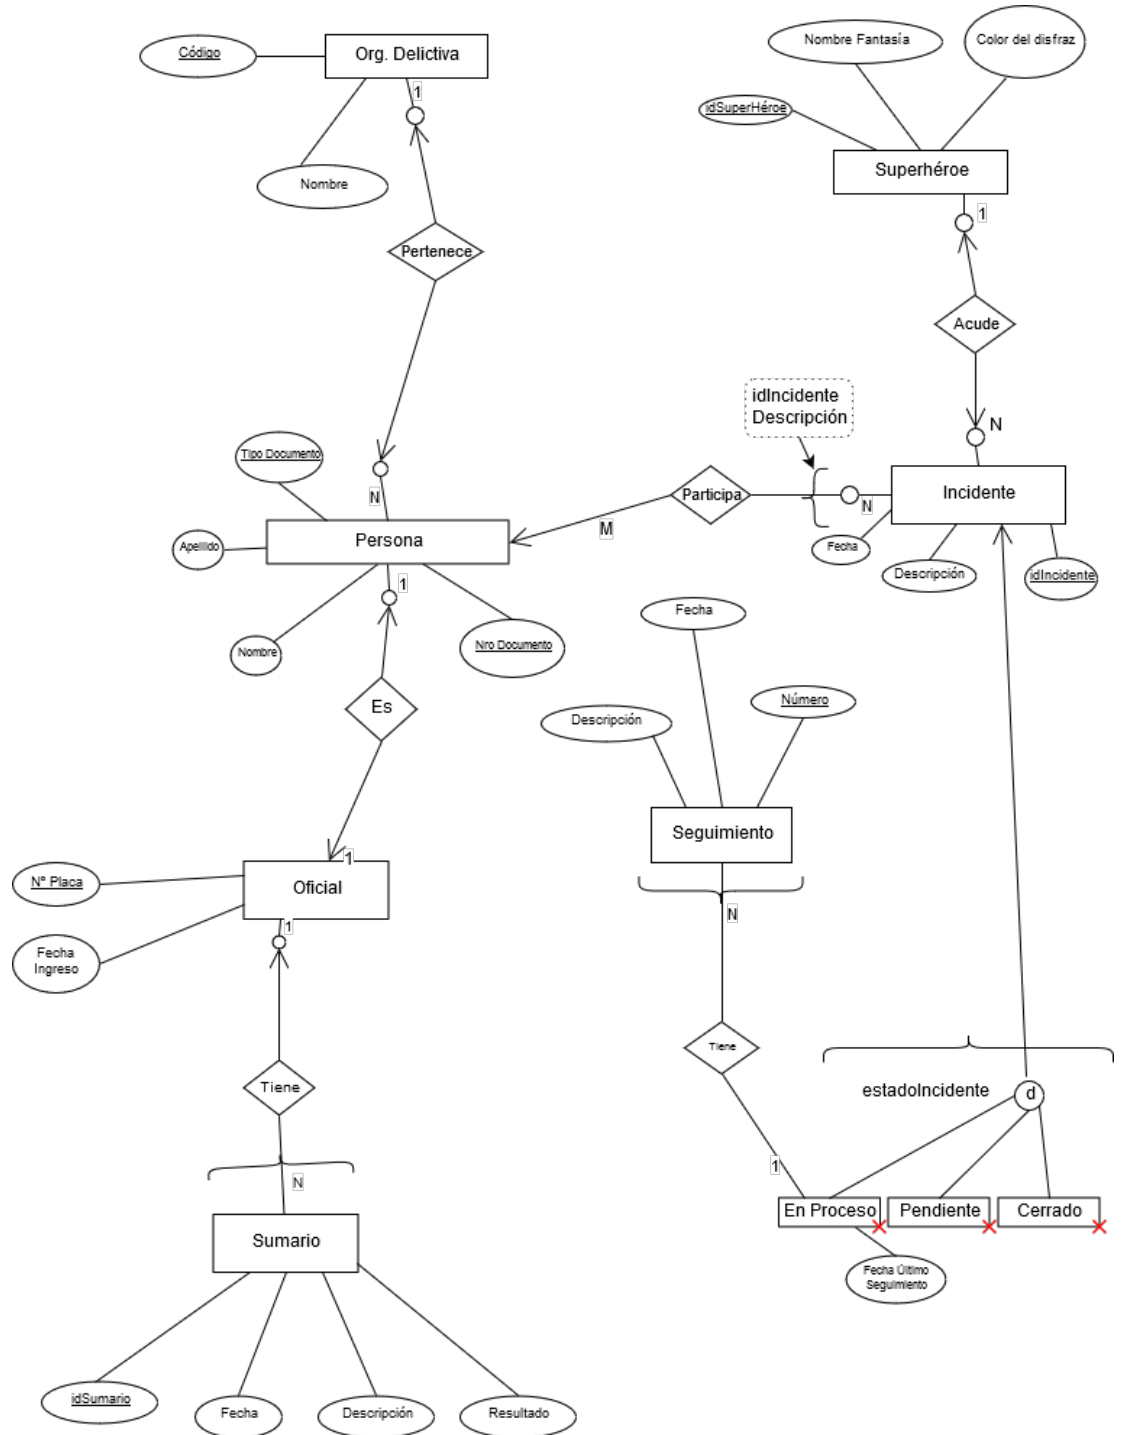 Código
Org. Delictiva
1
Nombre
Pertenece
N
Nombre Fantasía
Color del disfraz
idSuperHéroe
Superhéroe
1
Acude
N
idIncidente
Descripción
Participa
N
M
Incidente
Fecha
Descripción
idIncidente
Tipo Documento
Persona
Apellido
1
Nombre
Nro Documento
Es
1
Fecha
Descripción
Número
Seguimiento
N
Tiene
1
Nº Placa
Oficial
Fecha
Ingreso
1
Tiene
N
Sumario
idSumario
Fecha
Descripción
Resultado
estadoIncidente
d
En Proceso
Pendiente
Cerrado
Fecha Último
Seguimiento